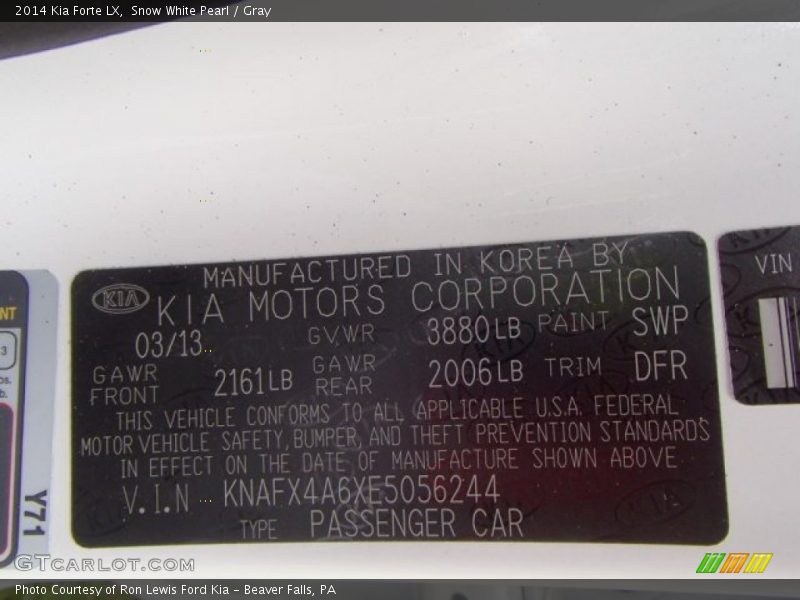 2014 Kia Forte LX, Snow White Pearl / Gray
MANUFACTURED IN KOREA BY
KIA KIA MOTORS CORPORATION
03/13 G.V.WR 3880LB PAINT SWP
GAWR FRONT 2161LB GAWR REAR 2006LB TRIM DFR
THIS VEHICLE CONFORMS TO ALL APPLICABLE U.S.A. FEDERAL
MOTOR VEHICLE SAFETY, BUMPER, AND THEFT PREVENTION STANDARDS
IN EFFECT ON THE DATE OF MANUFACTURE SHOWN ABOVE
V.I.N KNAFX4A6XE5056244
TYPE PASSENGER CAR
VIN
NT
3
Y71
GTCARLOT.COM
Photo Courtesy of Ron Lewis Ford Kia – Beaver Falls, PA